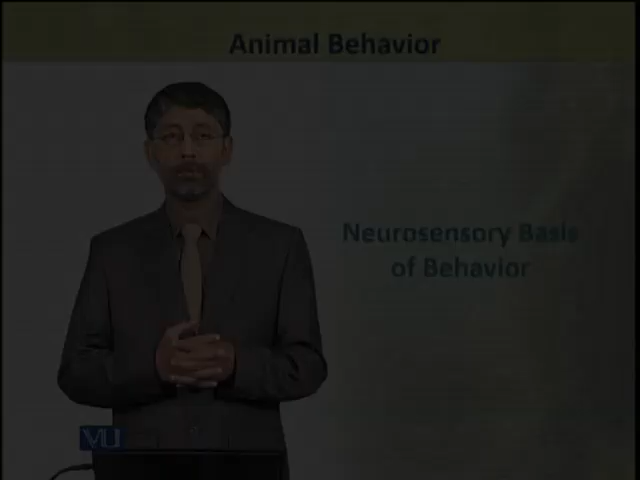 Animal Behavior
Neurosensory Basis
of Behavior
VU